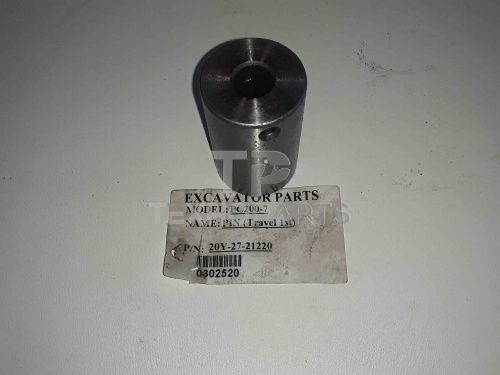 EXCAVATOR PARTS
MODEL: PC200-7
NAME: PIN (Travel 1st)
P/N: 20Y-27-21220
0302520